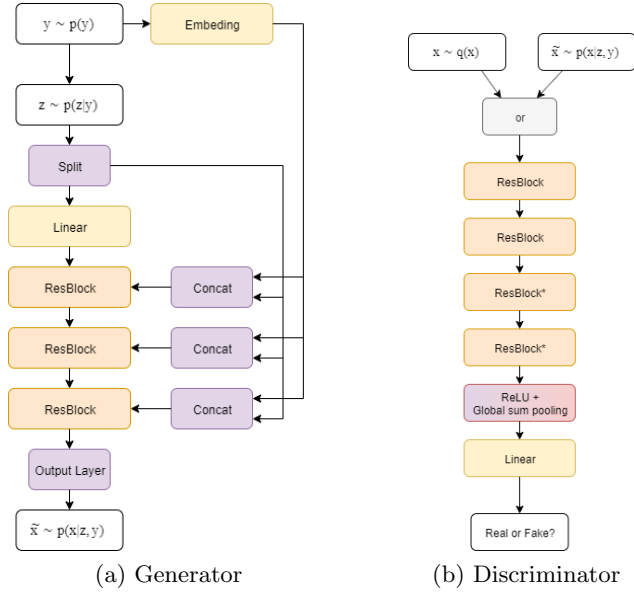 y ~ p(y)
Embeding
z ~ p(z|y)
Split
Linear
ResBlock
Concat
ResBlock
Concat
ResBlock
Concat
Output Layer
x̃ ~ p(x|z, y)
(a) Generator
x ~ q(x)
x̃ ~ p(x|z, y)
or
ResBlock
ResBlock
ResBlock*
ResBlock*
ReLU +
Global sum pooling
Linear
Real or Fake?
(b) Discriminator